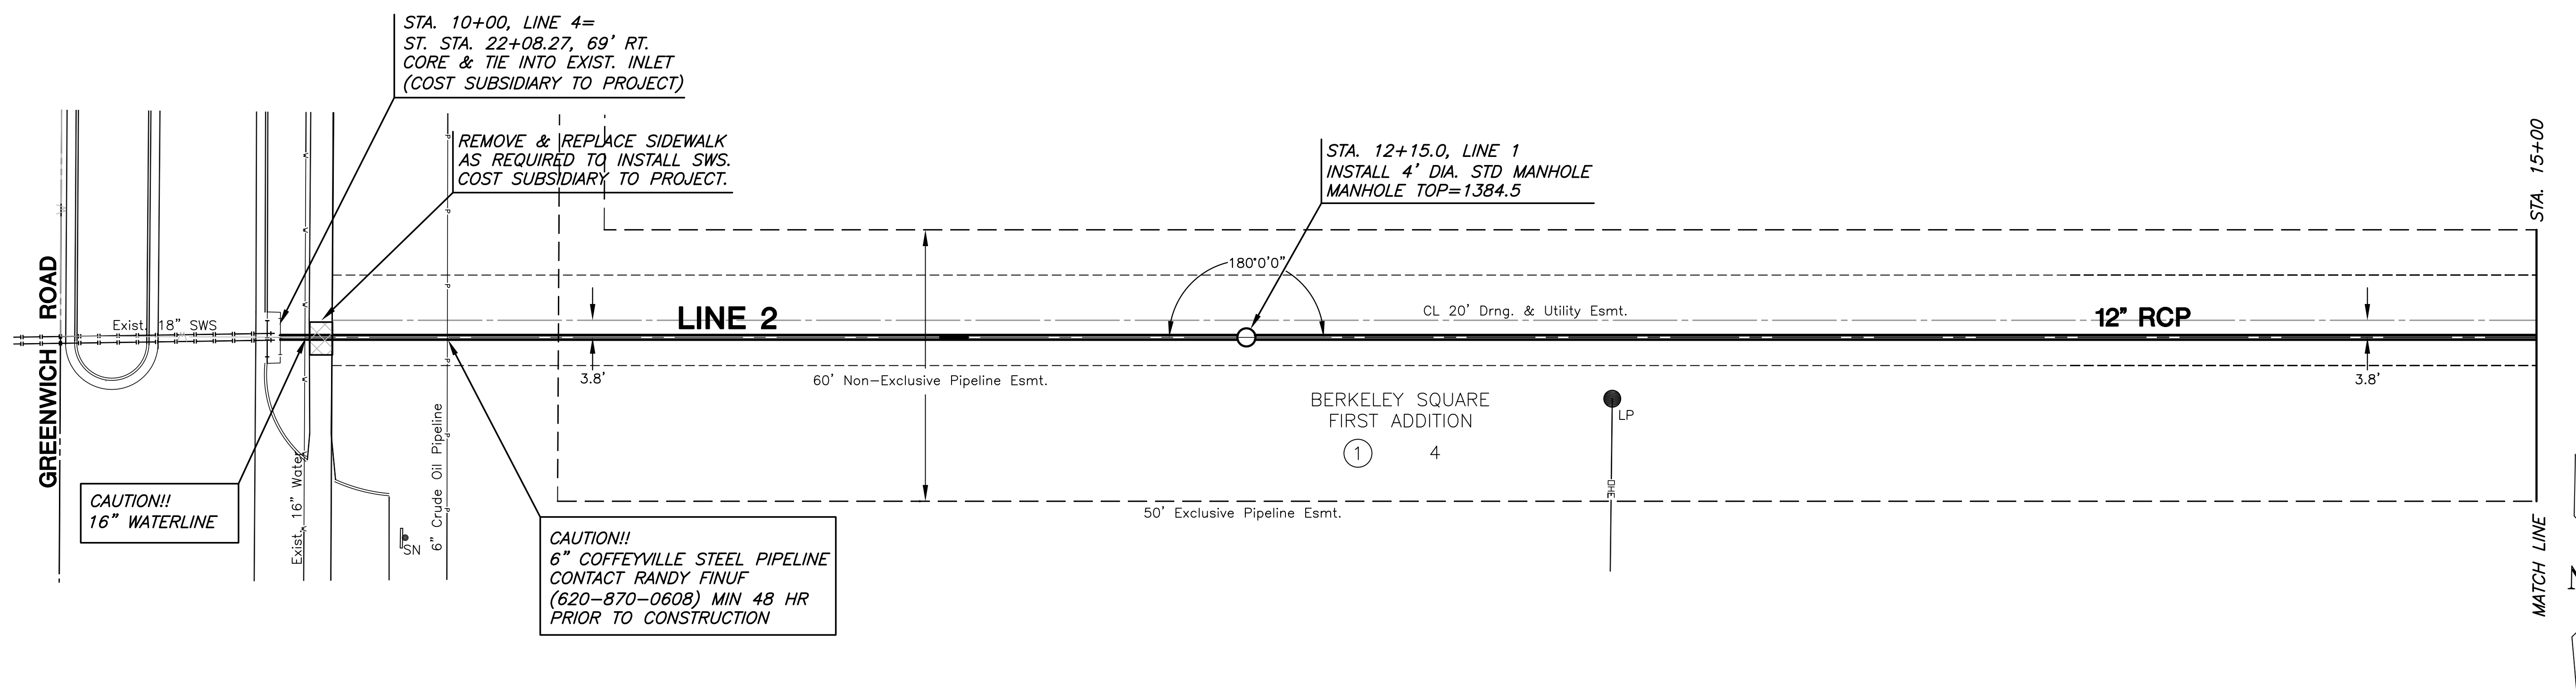 STA. 10+00, LINE 4=
ST. STA. 22+08.27, 69' RT.
CORE & TIE INTO EXIST. INLET
(COST SUBSIDIARY TO PROJECT)
REMOVE & REPLACE SIDEWALK
AS REQUIRED TO INSTALL SWS.
COST SUBSIDIARY TO PROJECT.
STA. 12+15.0, LINE 1
INSTALL 4' DIA. STD MANHOLE
MANHOLE TOP=1384.5
STA. 15+00
180°0'0"
GREENWICH ROAD
Exist. 18" SWS
LINE 2
CL 20' Drng. & Utility Esmt.
12" RCP
3.8'
60' Non-Exclusive Pipeline Esmt.
3.8'
BERKELEY SQUARE
FIRST ADDITION
1 4
LP
OHE
CAUTION!!
16" WATERLINE
Exist. 16" Water
6" Crude Oil Pipeline
SN
50' Exclusive Pipeline Esmt.
CAUTION!!
6" COFFEYVILLE STEEL PIPELINE
CONTACT RANDY FINUF
(620-870-0608) MIN 48 HR
PRIOR TO CONSTRUCTION
MATCH LINE